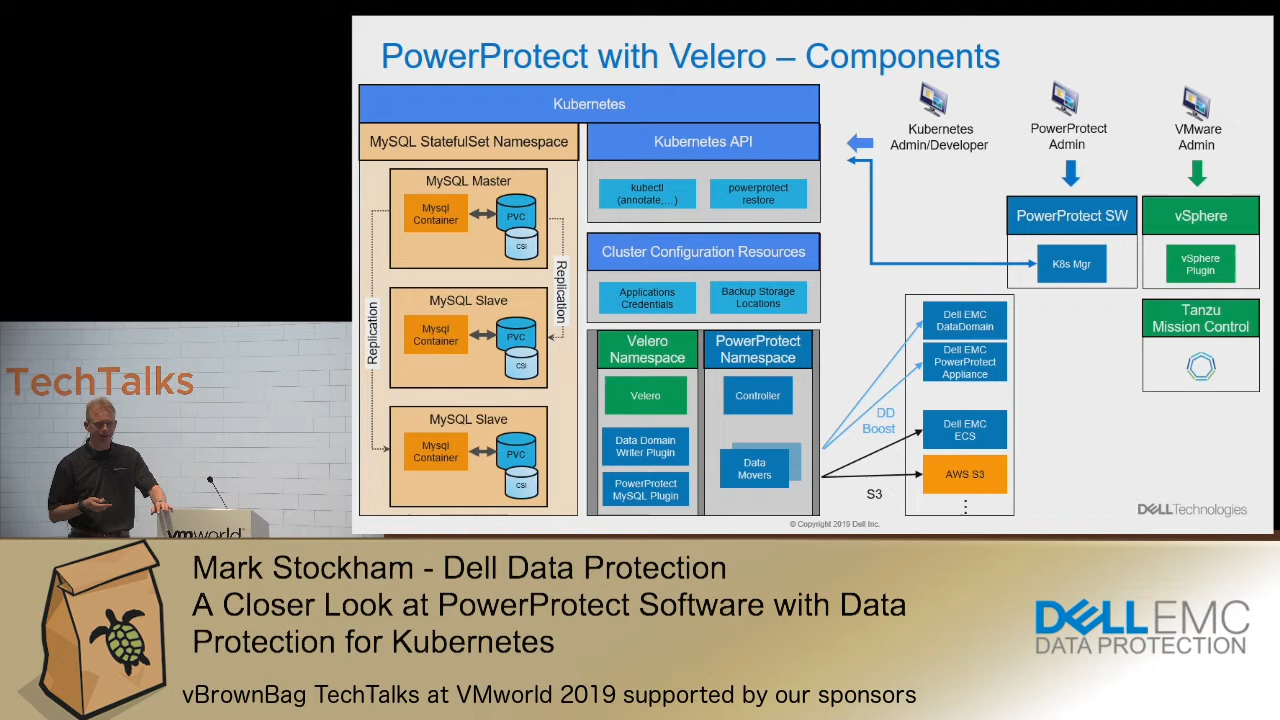 PowerProtect with Velero – Components
Kubernetes
MySQL StatefulSet Namespace
MySQL Master
Mysql
Container
PVC
CSI
Replication
Replication
MySQL Slave
Mysql
Container
PVC
CSI
MySQL Slave
Mysql
Container
PVC
CSI
Kubernetes API
kubectl
(annotate,...)
powerprotect
restore
Cluster Configuration Resources
Applications
Credentials
Backup Storage
Locations
Velero
Namespace
Velero
Data Domain
Writer Plugin
PowerProtect
MySQL Plugin
PowerProtect
Namespace
Controller
Data
Movers
Kubernetes
Admin/Developer
PowerProtect
Admin
VMware
Admin
PowerProtect SW
K8s Mgr
vSphere
vSphere
Plugin
Tanzu
Mission Control
Dell EMC
DataDomain
Dell EMC
PowerProtect
Appliance
DD
Boost
Dell EMC
ECS
AWS S3
S3
DELLTechnologies
© Copyright 2019 Dell Inc.
TechTalks
vmworld
Mark Stockham - Dell Data Protection
A Closer Look at PowerProtect Software with Data
Protection for Kubernetes
vBrownBag TechTalks at VMworld 2019 supported by our sponsors
DELL EMC
DATA PROTECTION